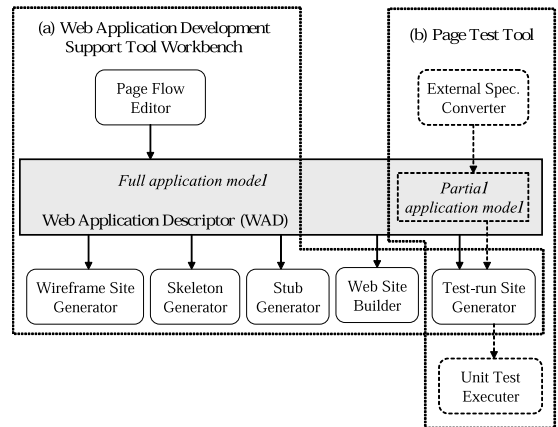 (a) Web Application Development
Support Tool Workbench
(b) Page Test Tool
Page Flow
Editor
External Spec.
Converter
Full application model
Partial
application model
Web Application Descriptor (WAD)
Wireframe Site
Generator
Skeleton
Generator
Stub
Generator
Web Site
Builder
Test-run Site
Generator
Unit Test
Executer